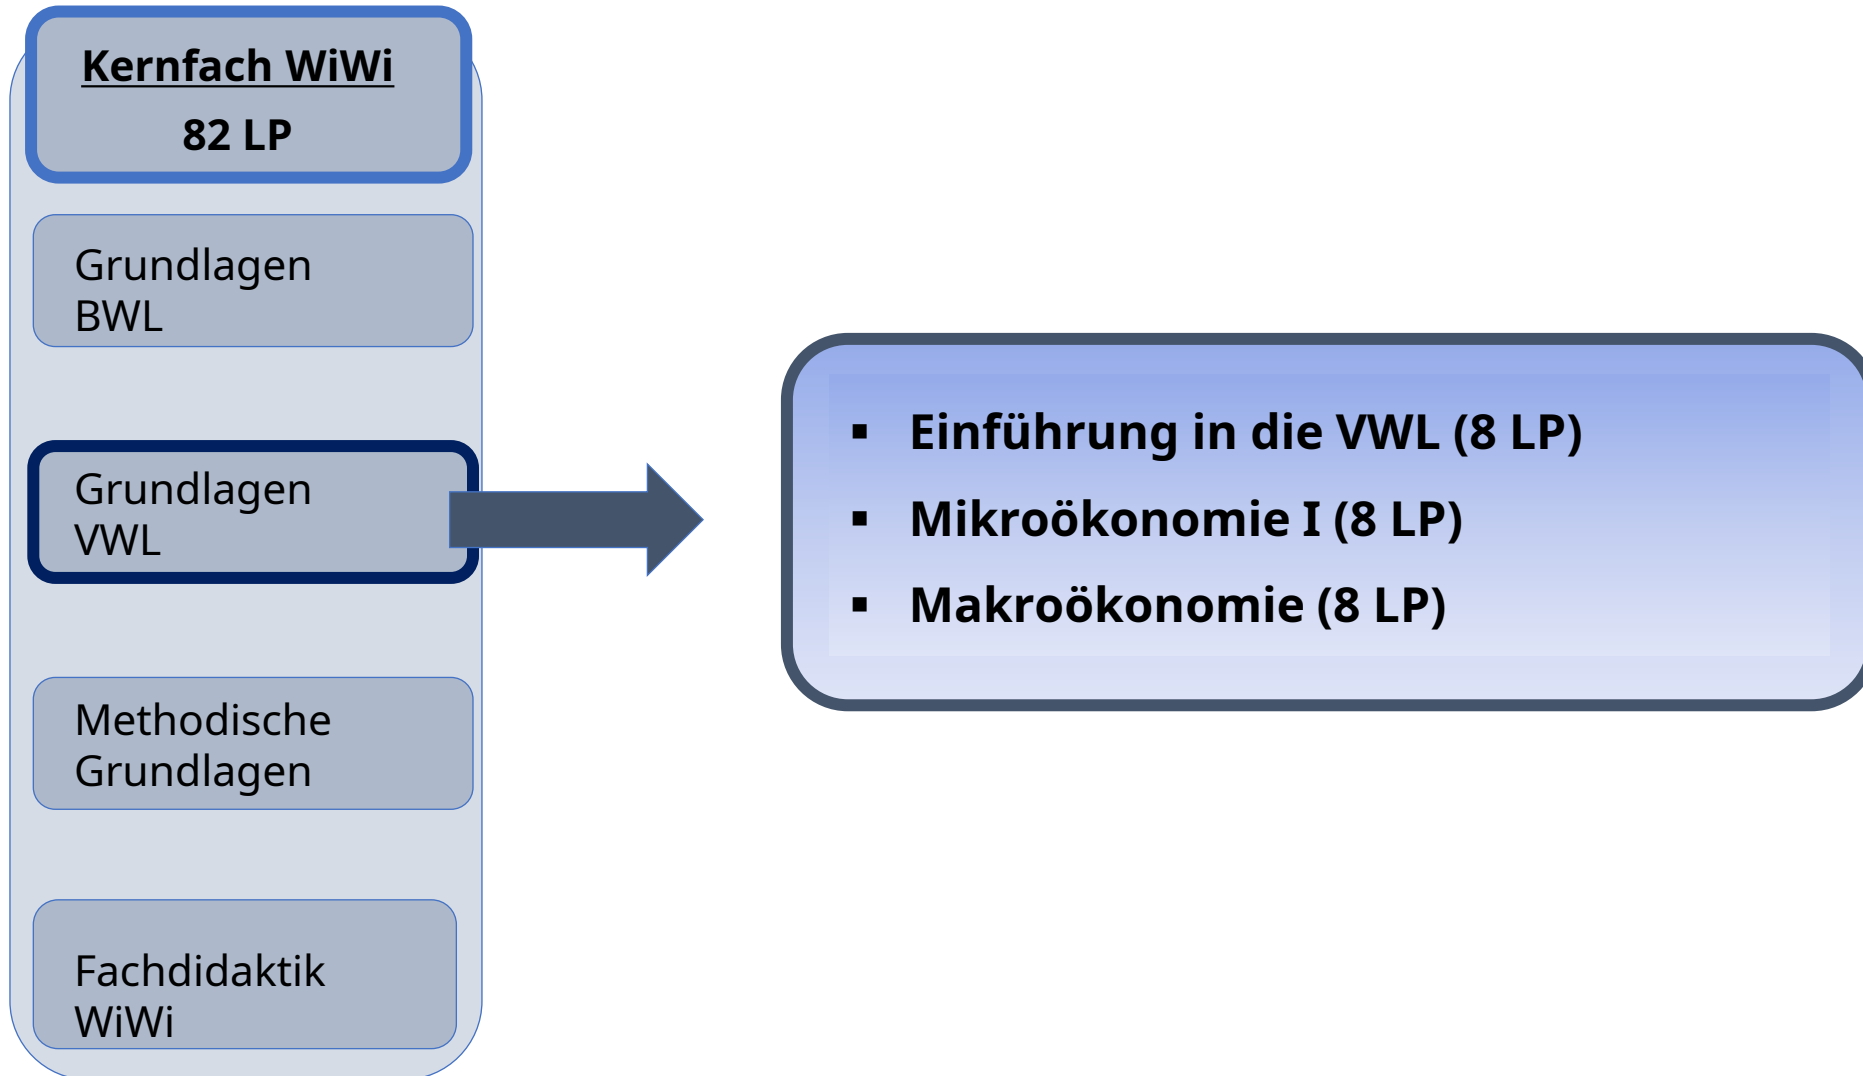 Kernfach WiWi
82 LP
Grundlagen
BWL
Grundlagen
VWL
Methodische
Grundlagen
Fachdidaktik
WiWi
▪ Einführung in die VWL (8 LP)
▪ Mikroökonomie I (8 LP)
▪ Makroökonomie (8 LP)